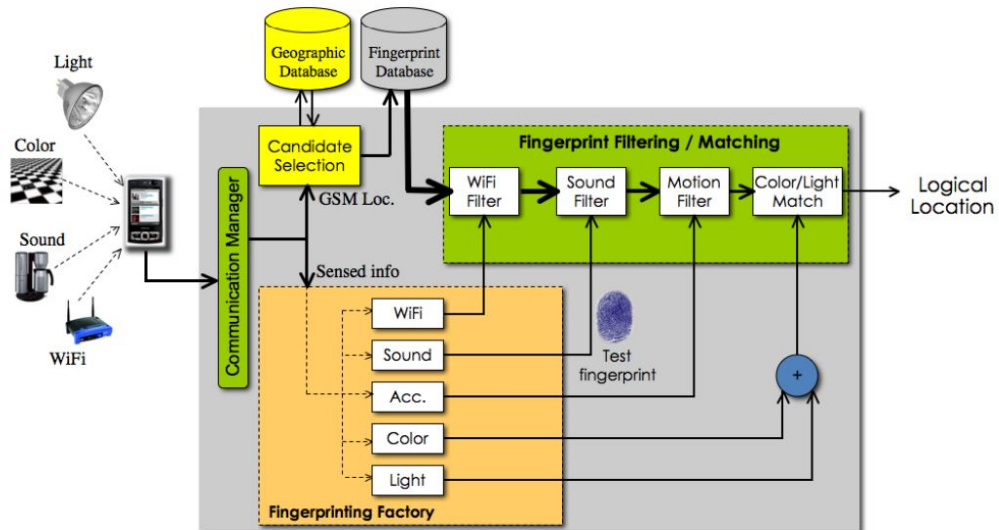 Light
Color
Sound
WiFi
Geographic
Database
Fingerprint
Database
Candidate
Selection
GSM Loc.
Communication Manager
Sensed info
Fingerprint Filtering / Matching
WiFi
Filter
Sound
Filter
Motion
Filter
Color/Light
Match
Logical
Location
WiFi
Sound
Acc.
Color
Light
Fingerprinting Factory
Test
fingerprint
+